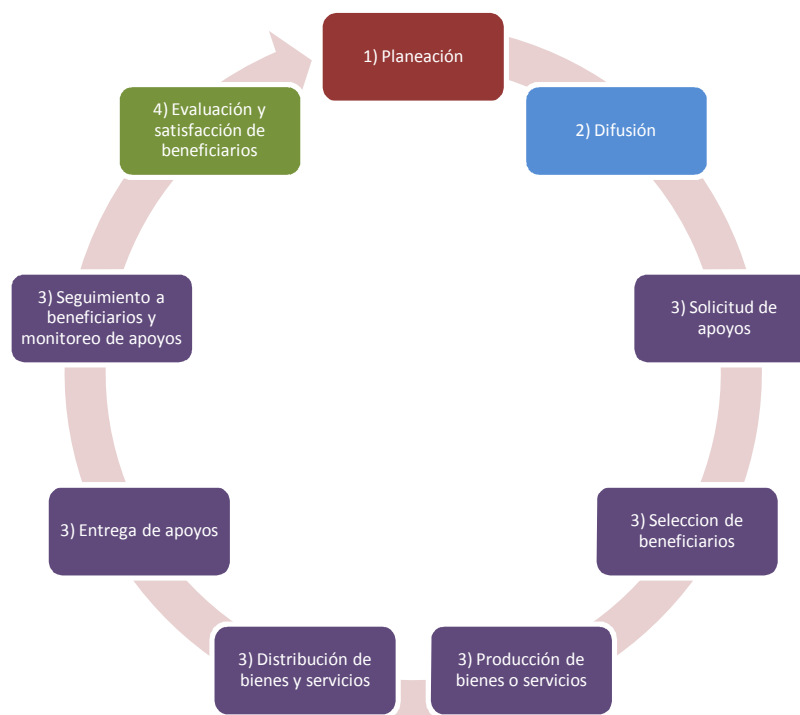 1) Planeación
2) Difusión
3) Solicitud de
apoyos
3) Seleccion de
beneficiarios
3) Producción de
bienes o servicios
3) Distribución de
bienes y servicios
3) Entrega de apoyos
3) Seguimiento a
beneficiarios y
monitoreo de apoyos
4) Evaluación y
satisfacción de
beneficiarios